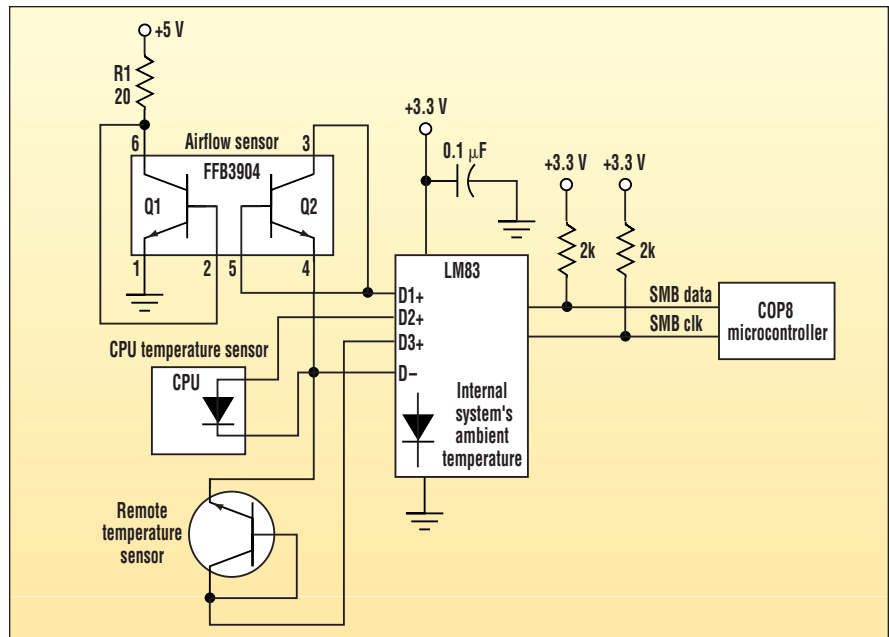 +5 V
R1
20
Airflow sensor
6
3
FFB3904
Q1
Q2
1
2
5
4
+3.3 V
0.1 μF
+3.3 V
+3.3 V
2k
2k
LM83
D1+
D2+
D3+
D−
SMB data
SMB clk
COP8
microcontroller
CPU temperature sensor
CPU
Internal
system's
ambient
temperature
Remote
temperature
sensor